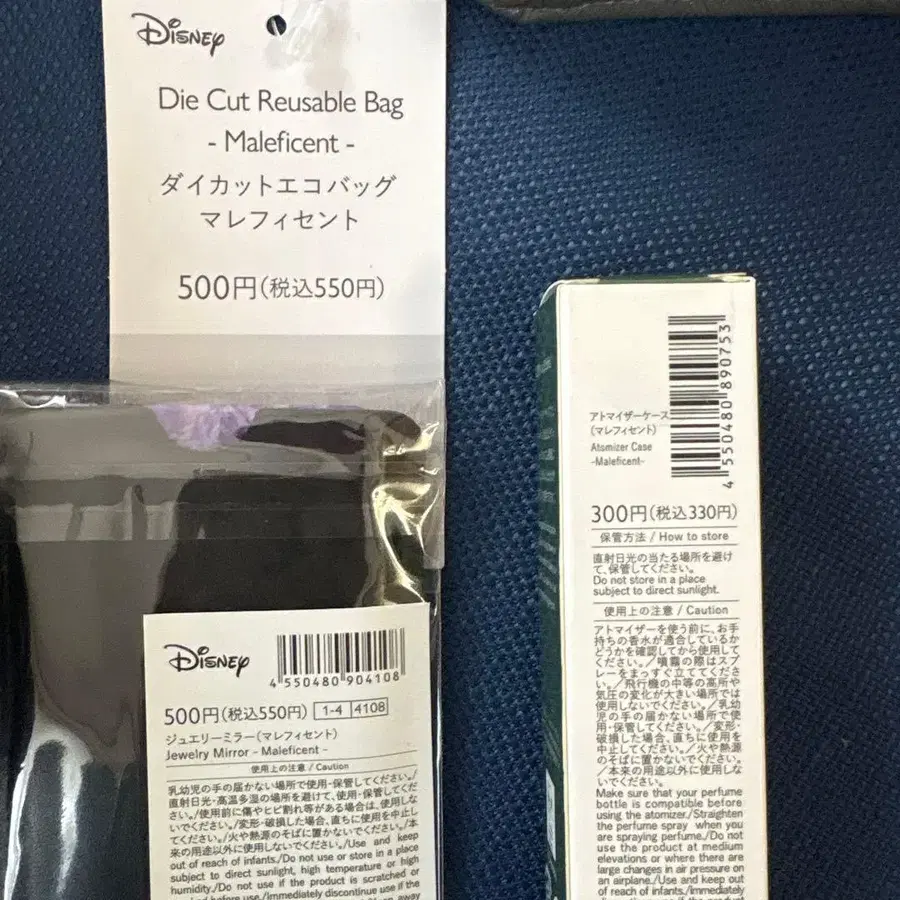 Disney
Die Cut Reusable Bag
- Maleficent -
ダイカットエコバッグ
マレフィセント
500円(税込550円)
Disney
4 550480 904108
500円(税込550円) 1-4 4108
ジュエリーミラー(マレフィセント)
Jewelry Mirror - Maleficent -
使用上の注意 / Caution
乳幼児の手の届かない場所で使用・保管してください。/
直射日光・高温多湿の場所を避けて、使用・保管してくだ
さい。/使用前に傷やヒビ割れ等がある場合は、使用しな
いでください。/変形・破損した場合、直ちに使用を中止し
てください。/火や熱源のそばに置かないでください。/本
来の用途以外に使用しないでください。/Use and keep
out of reach of infants./Do not use or store in a place
subject to direct sunlight, high temperature or high
humidity./Do not use if the product is scratched or
before use./Immediately discontinue use if the
away
4 550480 890753
アトマイザーケース
(マレフィセント)
Atomizer Case
-Maleficent-
300円(税込330円)
保管方法 / How to store
直射日光の当たる場所を避け
て、保管してください。
Do not store in a place
subject to direct sunlight.
使用上の注意 / Caution
アトマイザーを使う前に、お手
持ちの香水が適合しているか
どうかを確認してから使用して
ください。/噴霧の際はスプレ
ーをまっすぐ立ててくださ
い。/飛行機の中等の高所や
気圧の変化が大きい場所では
使用しないでください。/乳幼
児の手の届かない場所で使
用・保管してください。/変形・
破損した場合、直ちに使用を
中止してください。/火や熱源
のそばに置かないでください。
/本来の用途以外に使用しな
いでください。
Make sure that your perfume
bottle is compatible before
using the atomizer./Straighten
the perfume spray when you
are spraying perfume./Do not
use the product at medium
elevations or where there are
large changes in air pressure on
an airplane./Use and keep out
of reach of infants./Immediately
discontinue use if the product